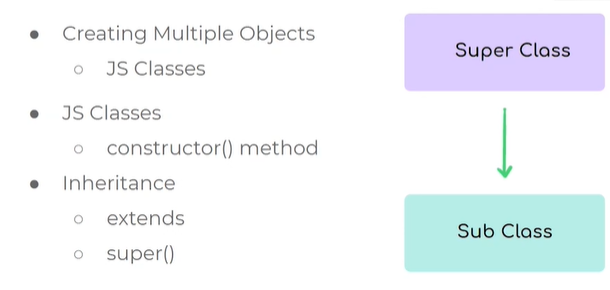 Creating Multiple Objects
JS Classes
JS Classes
constructor() method
Inheritance
extends
super()
Super Class
Sub Class